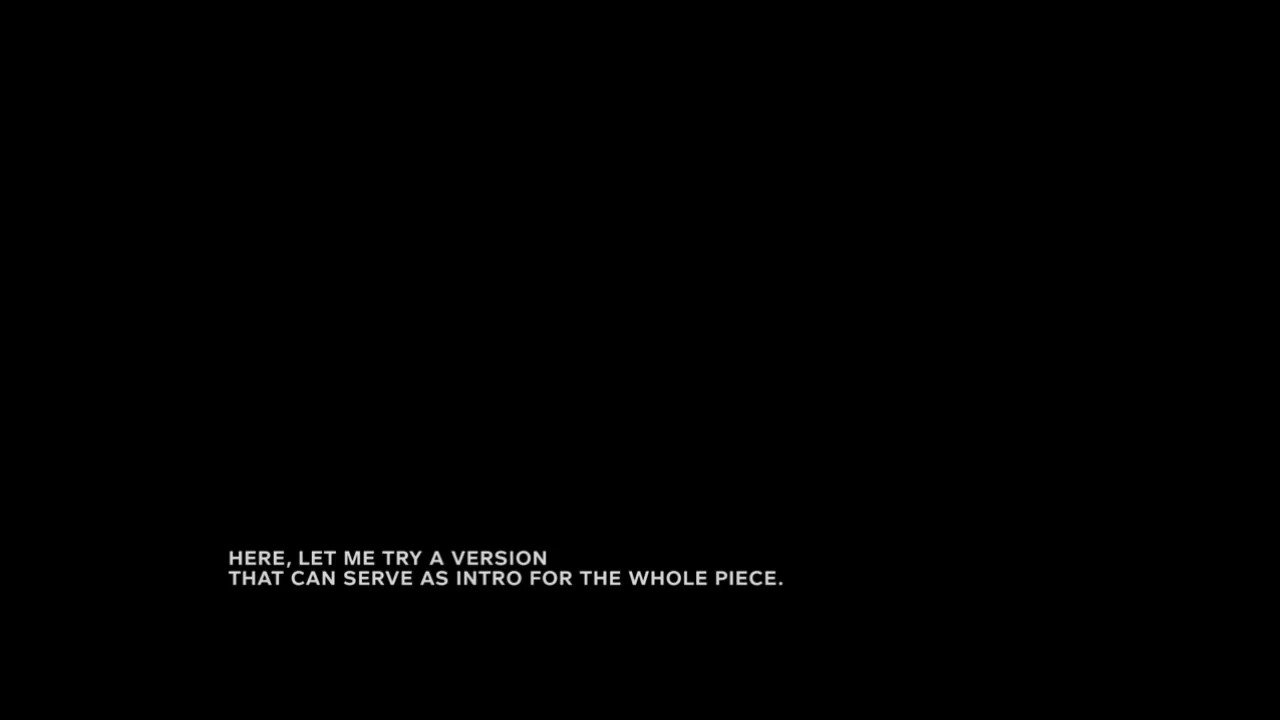 HERE, LET ME TRY A VERSION
THAT CAN SERVE AS INTRO FOR THE WHOLE PIECE.